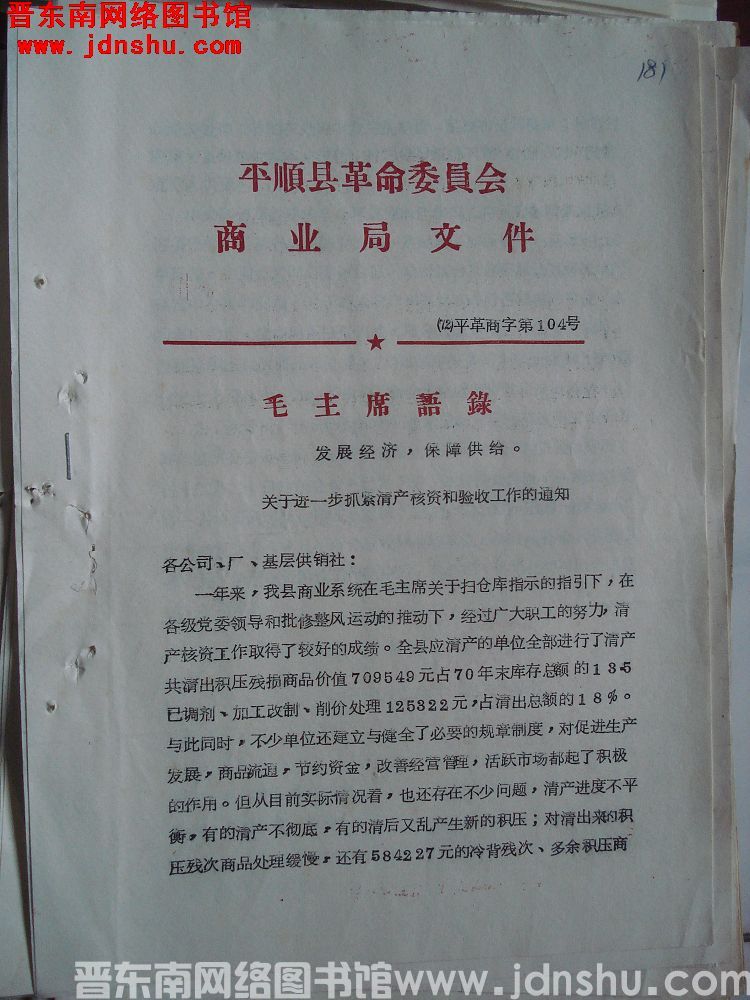 晋东南网络图书馆
www.jdnshu.com
181
平順县革命委員会
商业局文件
(72)平革商字第104号
毛主席語錄
发展经济,保障供给。
关于进一步抓紧清产核资和验收工作的通知
各公司、厂、基层供销社:
一年来,我县商业系统在毛主席关于扫仓库指示的指引下,在
各级党委领导和批修整风运动的推动下,经过广大职工的努力,清
产核资工作取得了较好的成绩。全县应清产的单位全部进行了清产
共清出积压残损商品价值709549元占70年末库存总额的13.5
已调剂、加工改制、削价处理125322元,占清出总额的18%。
与此同时,不少单位还建立与健全了必要的规章制度,对促进生产
发展,商品流通,节约资金,改善经营管理,活跃市场都起了积极
的作用。但从目前实际情况看,也还存在不少问题,清产进度不平
衡,有的清产不彻底,有的清后又乱产生新的积压;对清出来的积
压残次商品处理缓慢,还有584227元的冷背残次、多余积压商
晋东南网络图书馆www.jdnshu.com